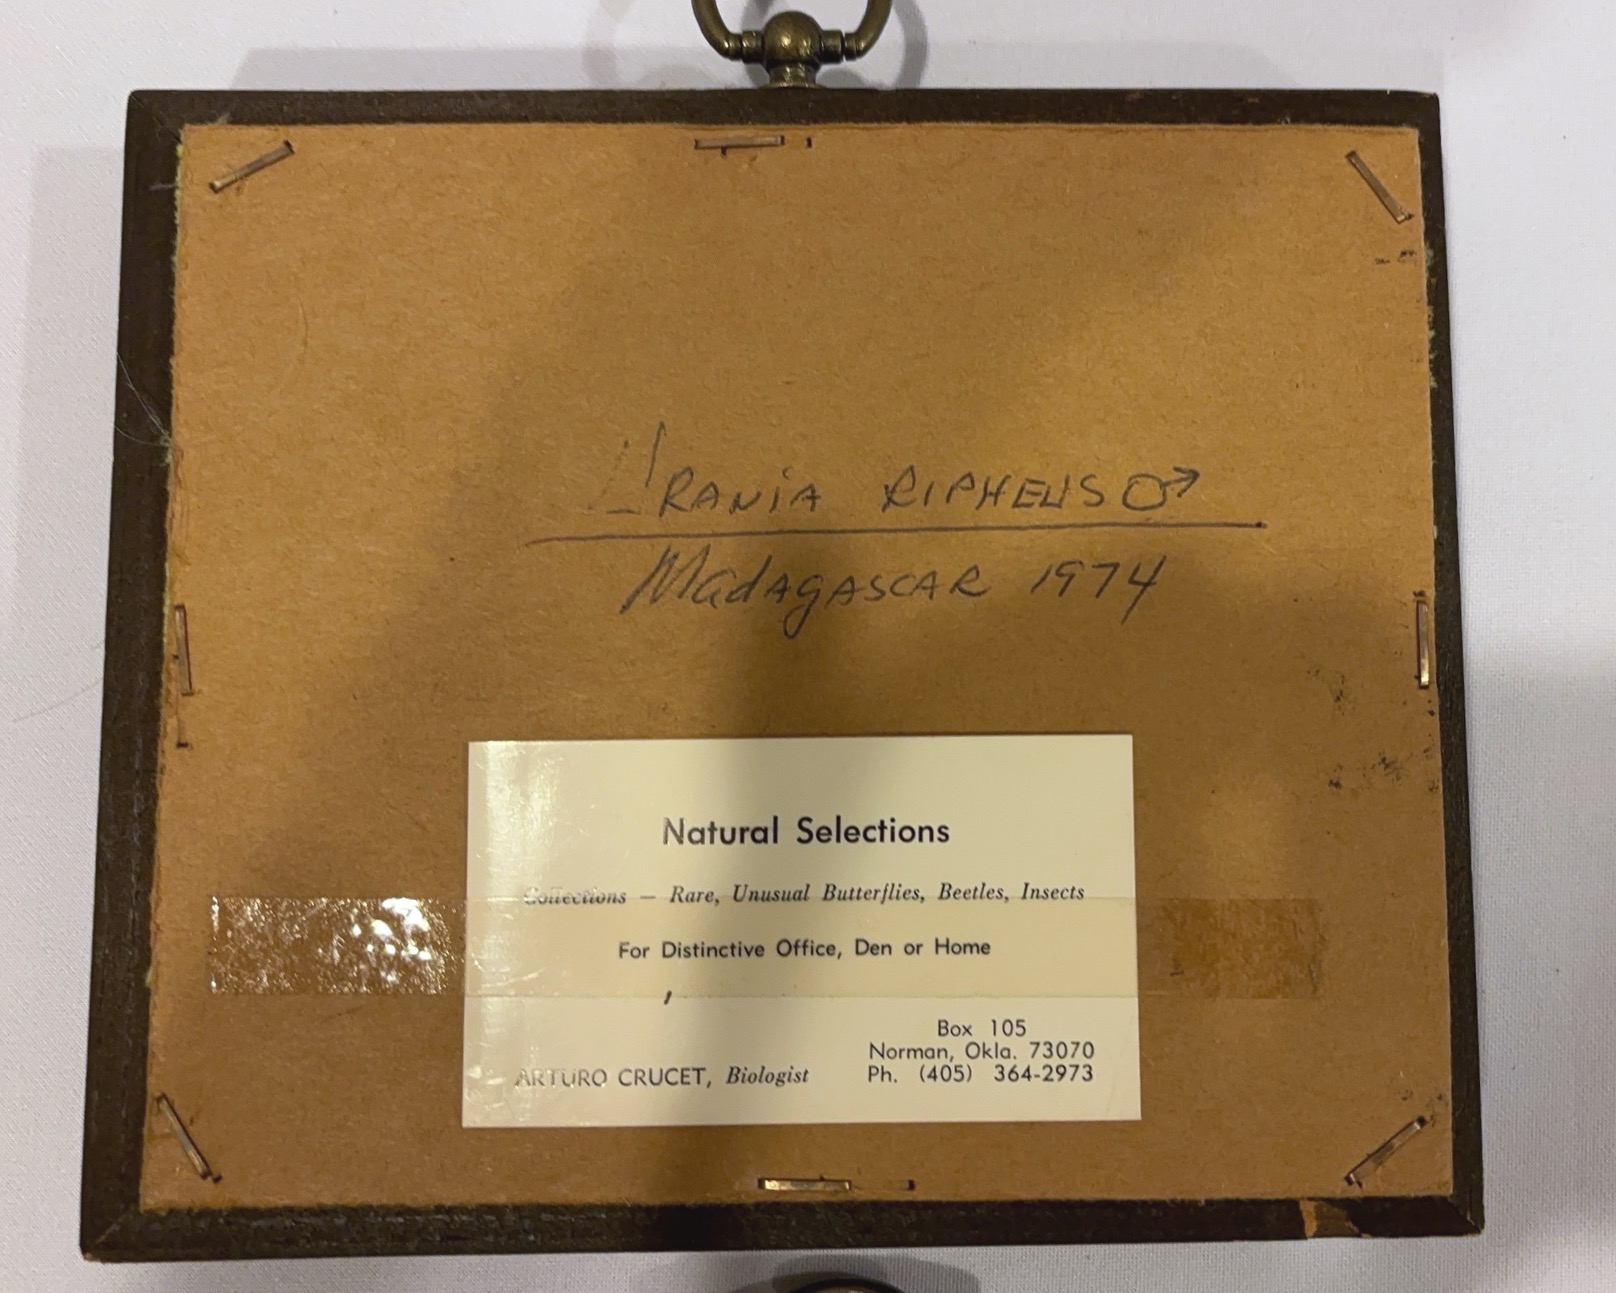 URANIA RIPHEUS ♂
MadAGASCAR 1974
Natural Selections
Collections — Rare, Unusual Butterflies, Beetles, Insects
For Distinctive Office, Den or Home
Box 105
Norman, Okla. 73070
ARTURO CRUCET, Biologist
Ph. (405) 364-2973